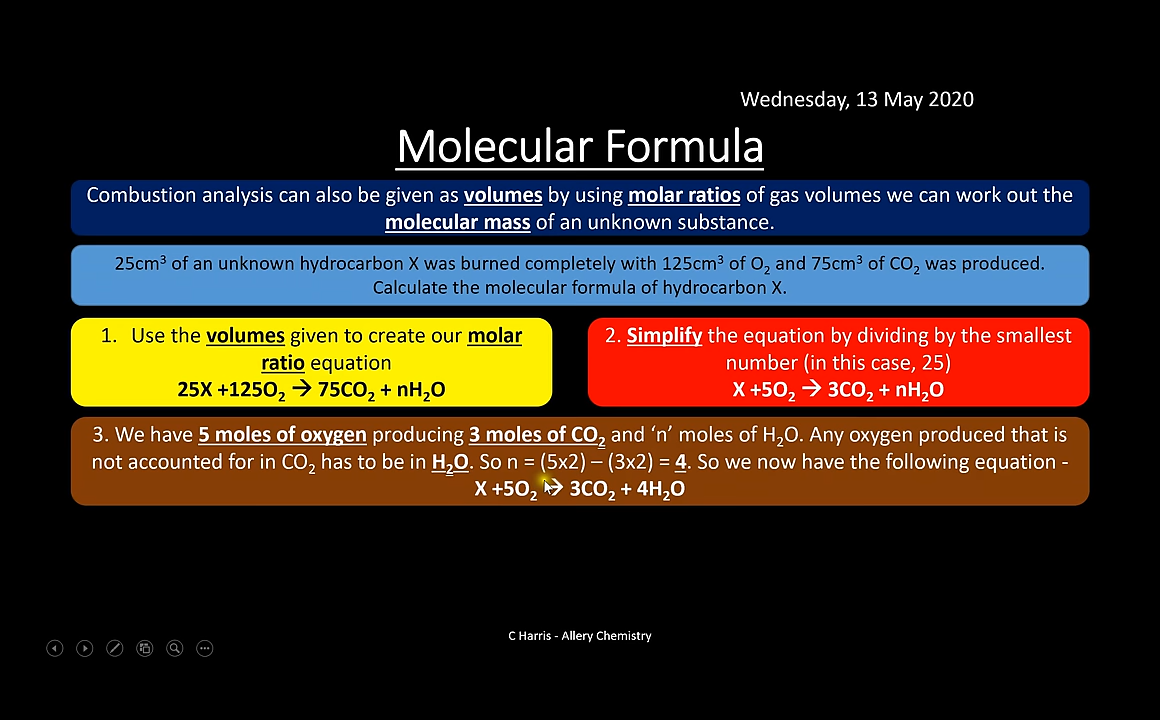 Wednesday, 13 May 2020
Molecular Formula
Combustion analysis can also be given as volumes by using molar ratios of gas volumes we can work out the
molecular mass of an unknown substance.
25cm³ of an unknown hydrocarbon X was burned completely with 125cm³ of O₂ and 75cm³ of CO₂ was produced.
Calculate the molecular formula of hydrocarbon X.
1. Use the volumes given to create our molar
ratio equation
25X +125O₂ → 75CO₂ + nH₂O
2. Simplify the equation by dividing by the smallest
number (in this case, 25)
X +5O₂ → 3CO₂ + nH₂O
3. We have 5 moles of oxygen producing 3 moles of CO₂ and ‘n’ moles of H₂O. Any oxygen produced that is
not accounted for in CO₂ has to be in H₂O. So n = (5x2) – (3x2) = 4. So we now have the following equation -
X +5O₂ → 3CO₂ + 4H₂O
C Harris - Allery Chemistry